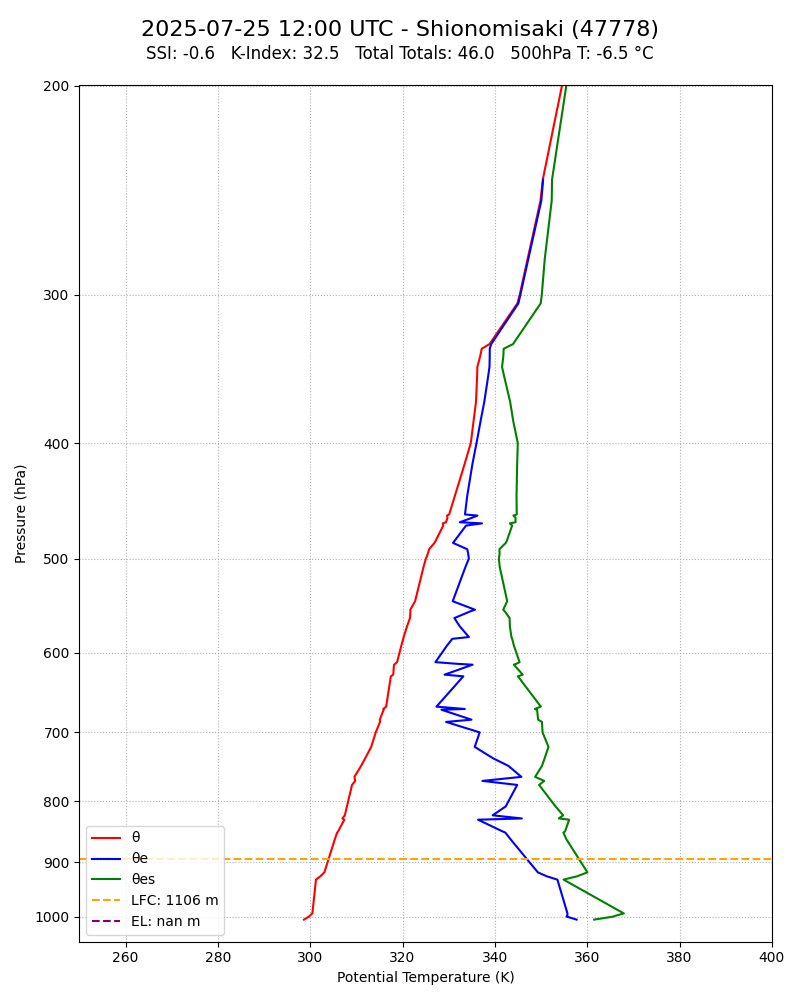 2025-07-25 12:00 UTC - Shionomisaki (47778)
SSI: -0.6 K-Index: 32.5 Total Totals: 46.0 500hPa T: -6.5 °C
200
300
400
500
600
700
800
900
1000
Pressure (hPa)
θ
θe
θes
LFC: 1106 m
EL: nan m
260 280 300 320 340 360 380 400
Potential Temperature (K)